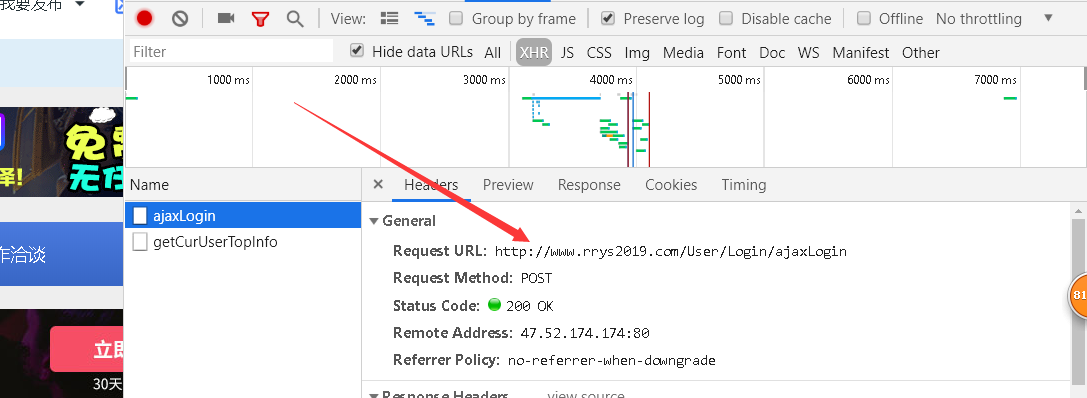 我要发布
View: Group by frame Preserve log Disable cache Offline No throttling
Filter Hide data URLs All XHR JS CSS Img Media Font Doc WS Manifest Other
1000 ms 2000 ms 3000 ms 4000 ms 5000 ms 6000 ms 7000 ms
免费
无任
译!
Name
× Headers Preview Response Cookies Timing
ajaxLogin
getCurUserTopInfo
作洽谈
General
Request URL: http://www.rrys2019.com/User/Login/ajaxLogin
Request Method: POST
Status Code: 200 OK
Remote Address: 47.52.174.174:80
Referrer Policy: no-referrer-when-downgrade
Response Headers view source
81
立即
30天